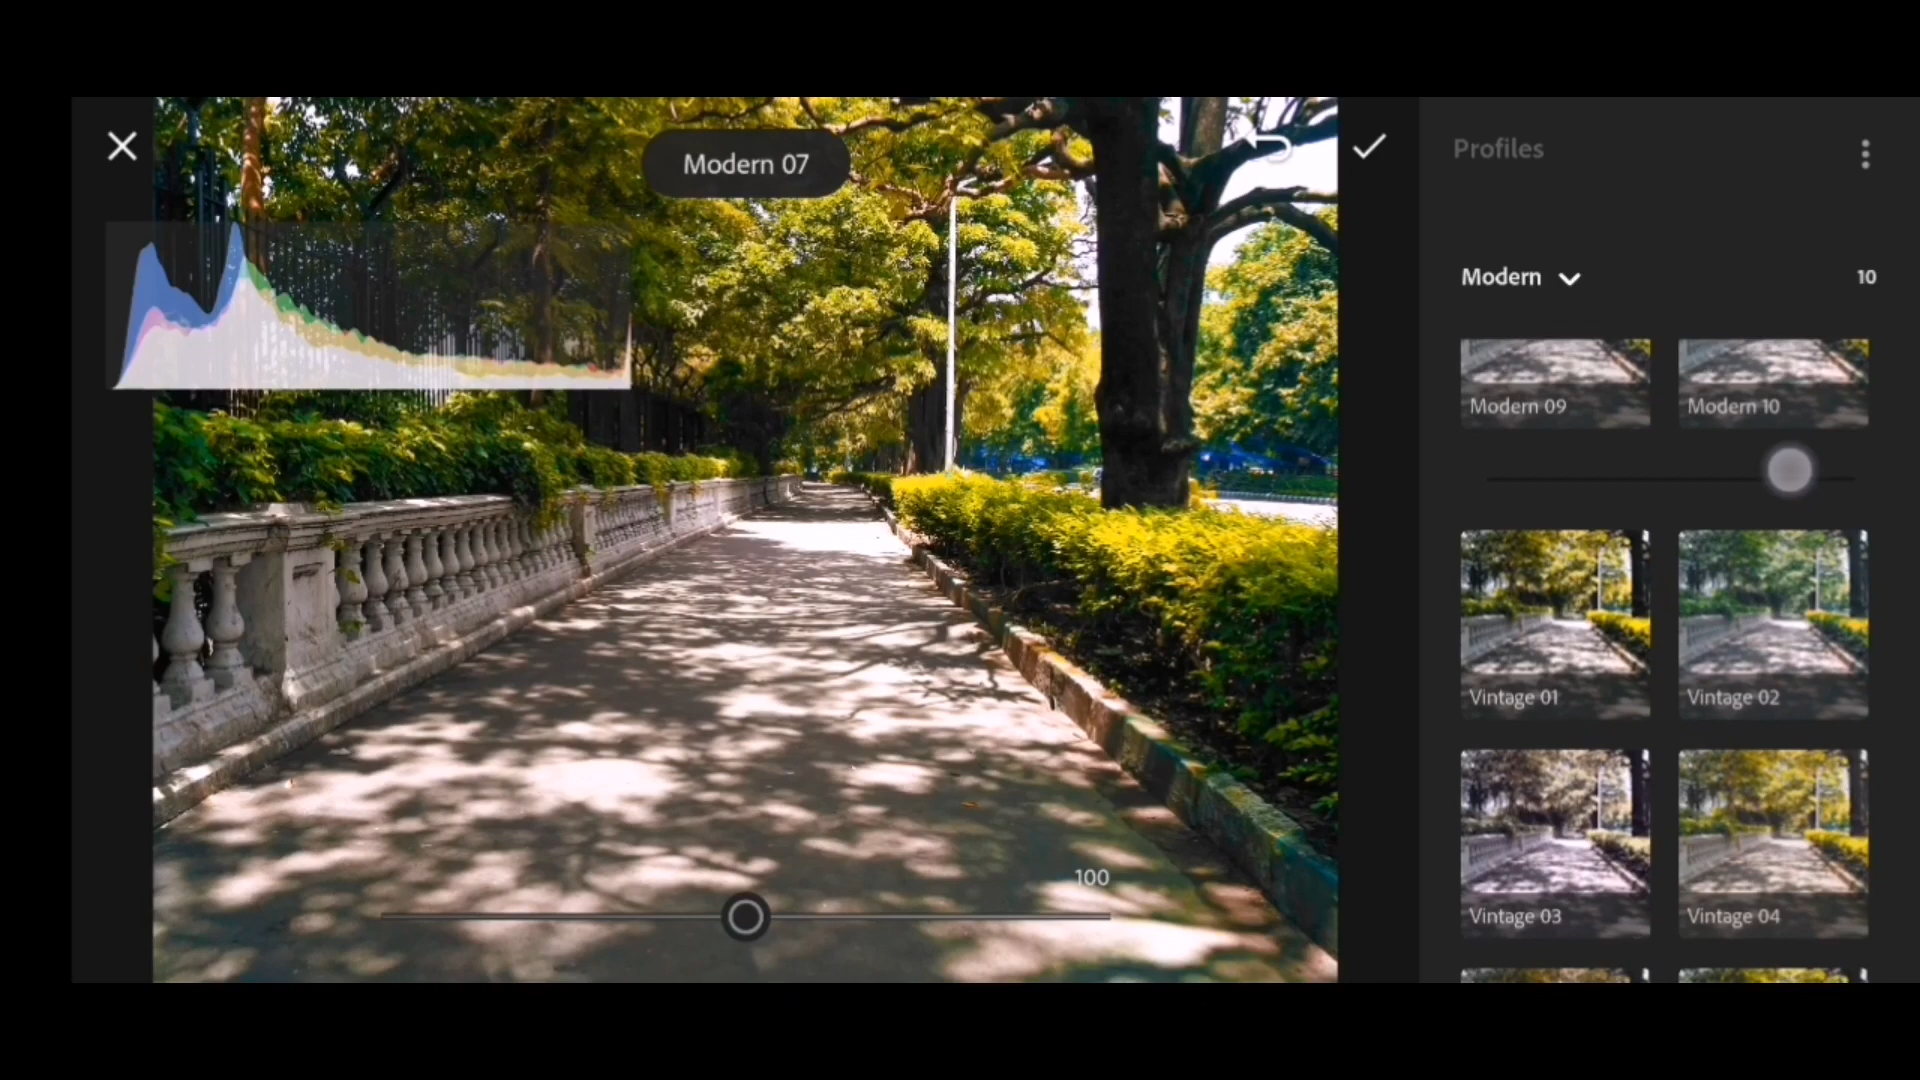 Modern 07
Profiles
Modern
10
Modern 09
Modern 10
Vintage 01
Vintage 02
Vintage 03
Vintage 04
100